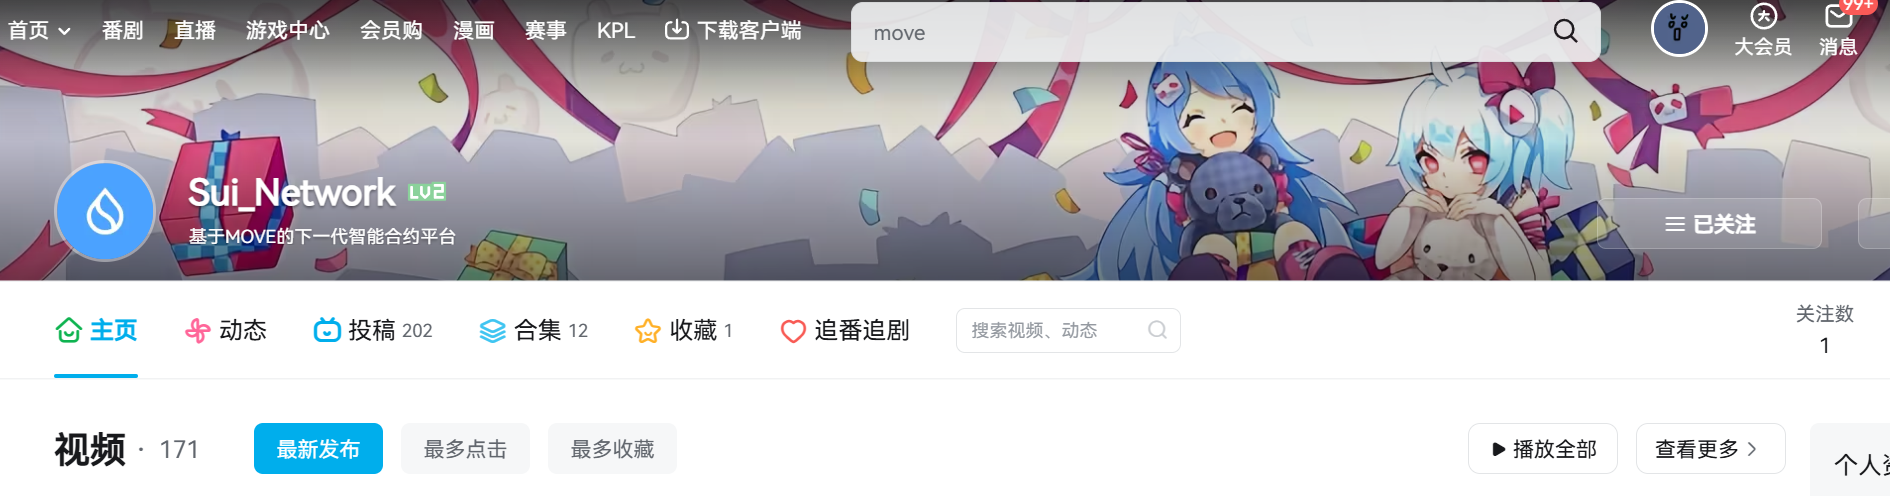 首页 番剧 直播 游戏中心 会员购 漫画 赛事 KPL 下载客户端
move
大会员
99+
消息
Sui_Network LV2
基于MOVE的下一代智能合约平台
已关注
主页 动态 投稿 202 合集 12 收藏 1 追番追剧
搜索视频、动态
关注数
1
视频 · 171 最新发布 最多点击 最多收藏
播放全部 查看更多
个人